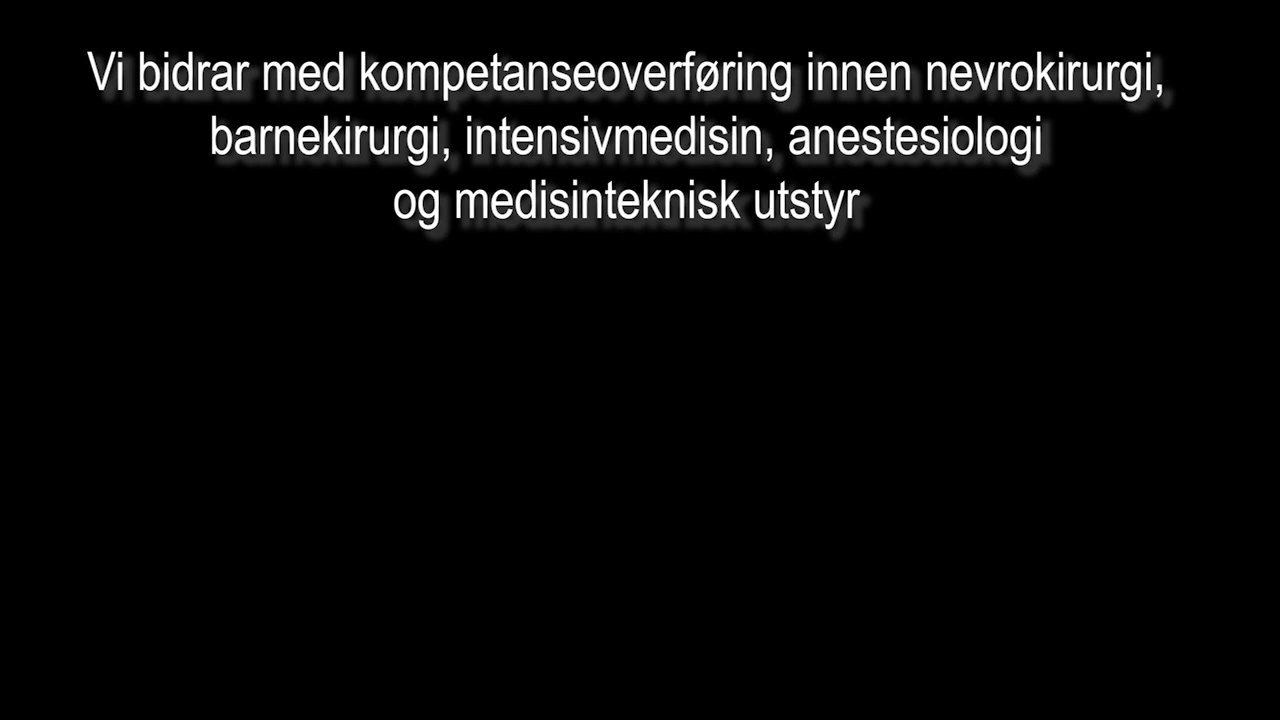 Vi bidrar med kompetanseoverføring innen nevrokirurgi,
barnekirurgi, intensivmedisin, anestesiologi
og medisinteknisk utstyr